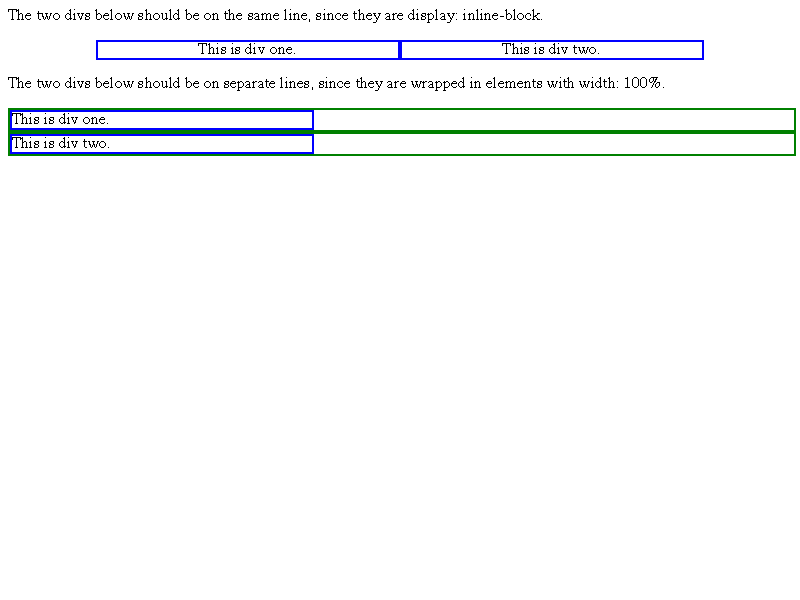 The two divs below should be on the same line, since they are display: inline-block.
This is div one. This is div two.
The two divs below should be on separate lines, since they are wrapped in elements with width: 100%.
This is div one.
This is div two.